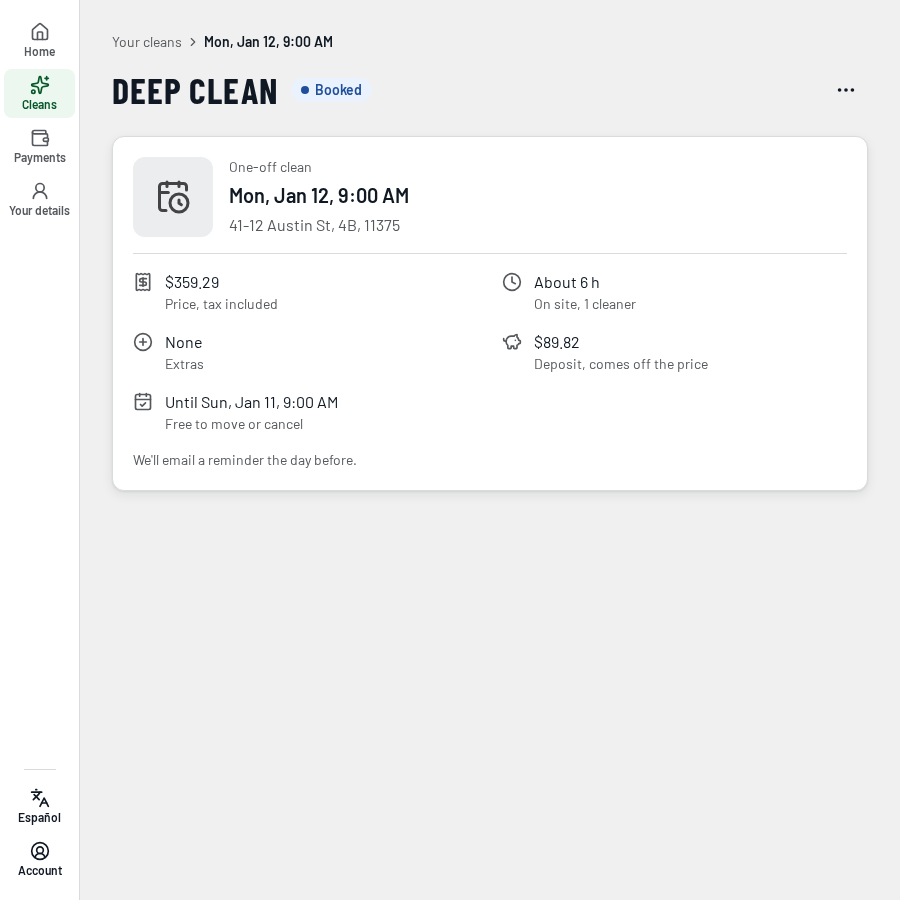 Home
Cleans
Payments
Your details
Español
Account
Your cleans > Mon, Jan 12, 9:00 AM
DEEP CLEAN
Booked
One-off clean
Mon, Jan 12, 9:00 AM
41-12 Austin St, 4B, 11375
$359.29
Price, tax included
About 6 h
On site, 1 cleaner
None
Extras
$89.82
Deposit, comes off the price
Until Sun, Jan 11, 9:00 AM
Free to move or cancel
We'll email a reminder the day before.